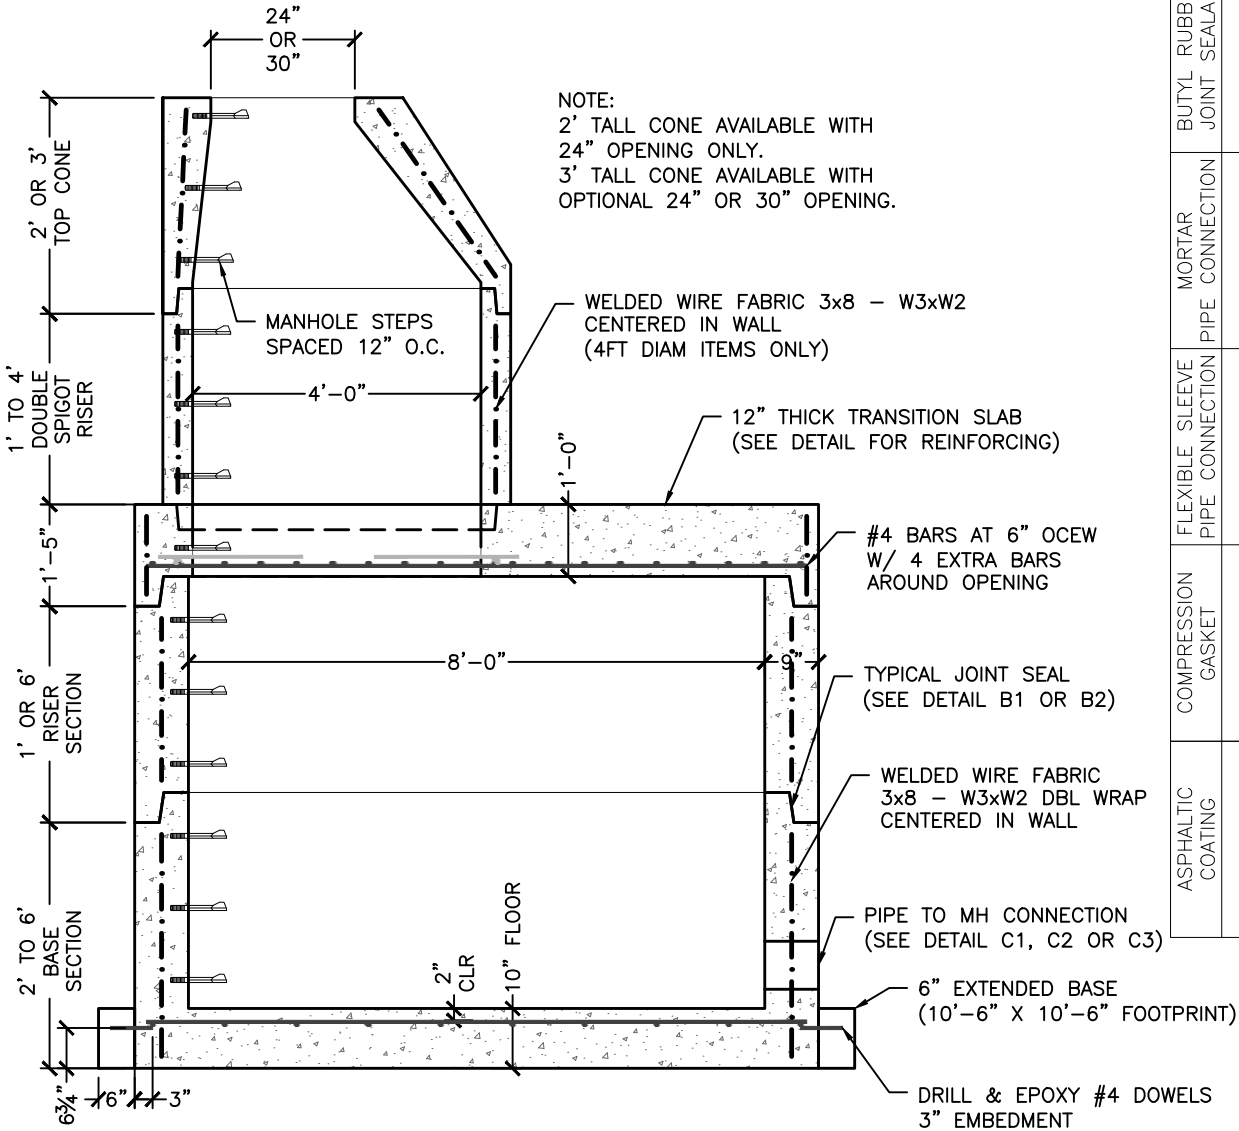 24"
OR
30"
NOTE:
2' TALL CONE AVAILABLE WITH
24" OPENING ONLY.
3' TALL CONE AVAILABLE WITH
OPTIONAL 24" OR 30" OPENING.
2' OR 3'
TOP CONE
MANHOLE STEPS
SPACED 12" O.C.
WELDED WIRE FABRIC 3x8 – W3xW2
CENTERED IN WALL
(4FT DIAM ITEMS ONLY)
1' TO 4'
DOUBLE
SPIGOT
RISER
4'-0"
12" THICK TRANSITION SLAB
(SEE DETAIL FOR REINFORCING)
1'-0"
1'-5"
#4 BARS AT 6" OCEW
W/ 4 EXTRA BARS
AROUND OPENING
8'-0"
9"
1' OR 6'
RISER
SECTION
TYPICAL JOINT SEAL
(SEE DETAIL B1 OR B2)
WELDED WIRE FABRIC
3x8 – W3xW2 DBL WRAP
CENTERED IN WALL
2' TO 6'
BASE
SECTION
2"
CLR
10" FLOOR
PIPE TO MH CONNECTION
(SEE DETAIL C1, C2 OR C3)
6" EXTENDED BASE
(10'-6" X 10'-6" FOOTPRINT)
6¾"
6"
3"
DRILL & EPOXY #4 DOWELS
3" EMBEDMENT
BUTYL RUBB
JOINT SEALA
MORTAR
PIPE CONNECTION
FLEXIBLE SLEEVE
PIPE CONNECTION
COMPRESSION
GASKET
ASPHALTIC
COATING